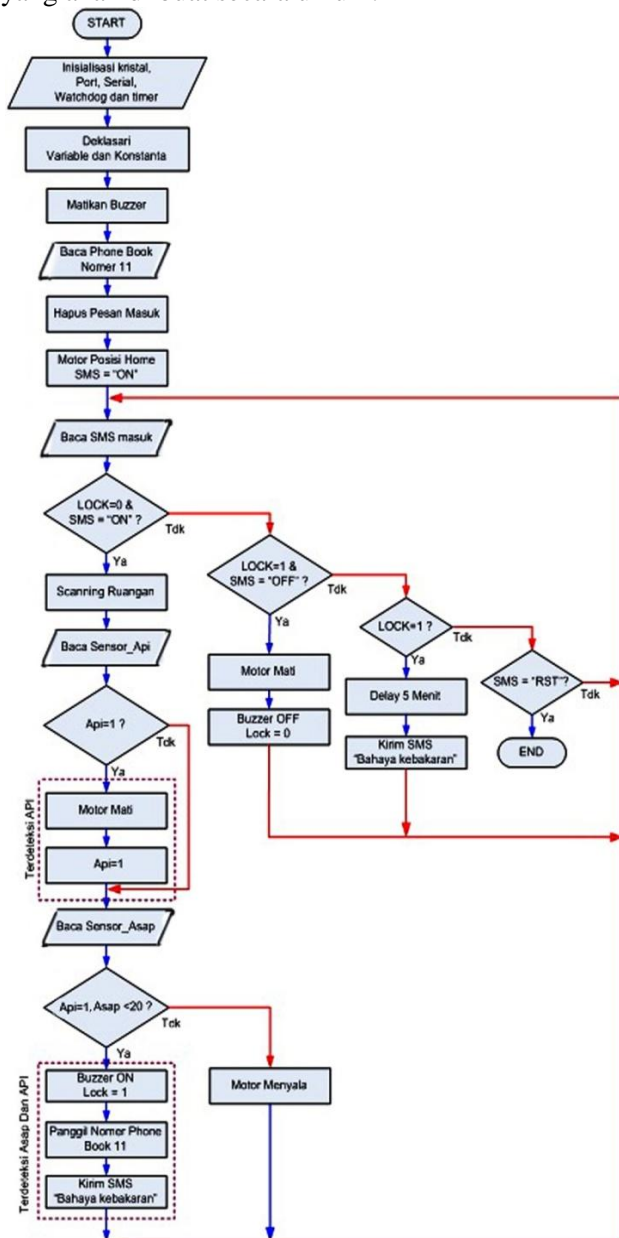 START
Inisialisasi kristal,
Port, Serial,
Watchdog dan timer
Deklasari
Variable dan Konstanta
Matikan Buzzer
Baca Phone Book
Nomer 11
Hapus Pesan Masuk
Motor Posisi Home
SMS = "ON"
Baca SMS masuk
LOCK=0 &
SMS = "ON" ?
Tdk
Ya
LOCK=1 &
SMS = "OFF" ?
Tdk
Ya
LOCK=1 ?
Tdk
Ya
SMS = "RST"?
Tdk
Ya
END
Scanning Ruangan
Baca Sensor_Api
Motor Mati
Buzzer OFF
Lock = 0
Delay 5 Menit
Kirim SMS
"Bahaya kebakaran"
Api=1 ?
Tdk
Ya
Terdeteksi API
Motor Mati
Api=1
Baca Sensor_Asap
Api=1, Asap <20 ?
Tdk
Ya
Motor Menyala
Terdeteksi Asap Dan API
Buzzer ON
Lock = 1
Panggil Nomer Phone
Book 11
Kirim SMS
"Bahaya kebakaran"